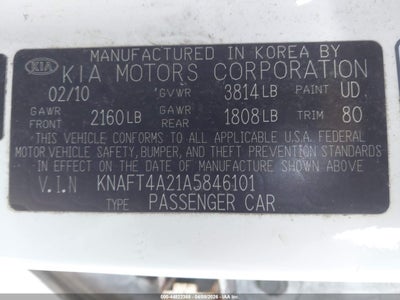 MANUFACTURED IN KOREA BY
KIA KIA MOTORS CORPORATION
02/10 GVWR 3814 LB PAINT UD
GAWR FRONT 2160 LB GAWR REAR 1808 LB TRIM 80
THIS VEHICLE CONFORMS TO ALL APPLICABLE U.S.A. FEDERAL
MOTOR VEHICLE SAFETY, BUMPER, AND THEFT PREVENTION STANDARDS
IN EFFECT ON THE DATE OF MANUFACTURE SHOWN ABOVE.
V.I.N KNAFT4A21A5846101
TYPE PASSENGER CAR